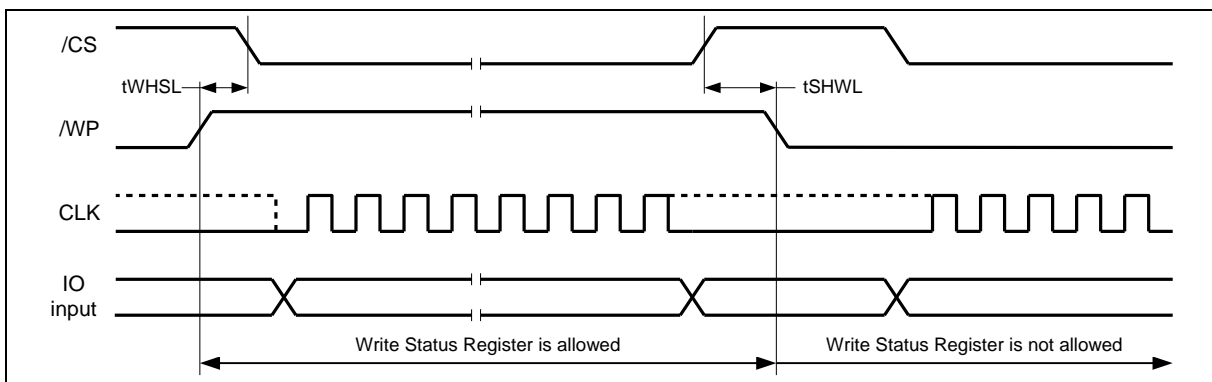 /CS
tWHSL
tSHWL
/WP
CLK
IO
input
Write Status Register is allowed
Write Status Register is not allowed